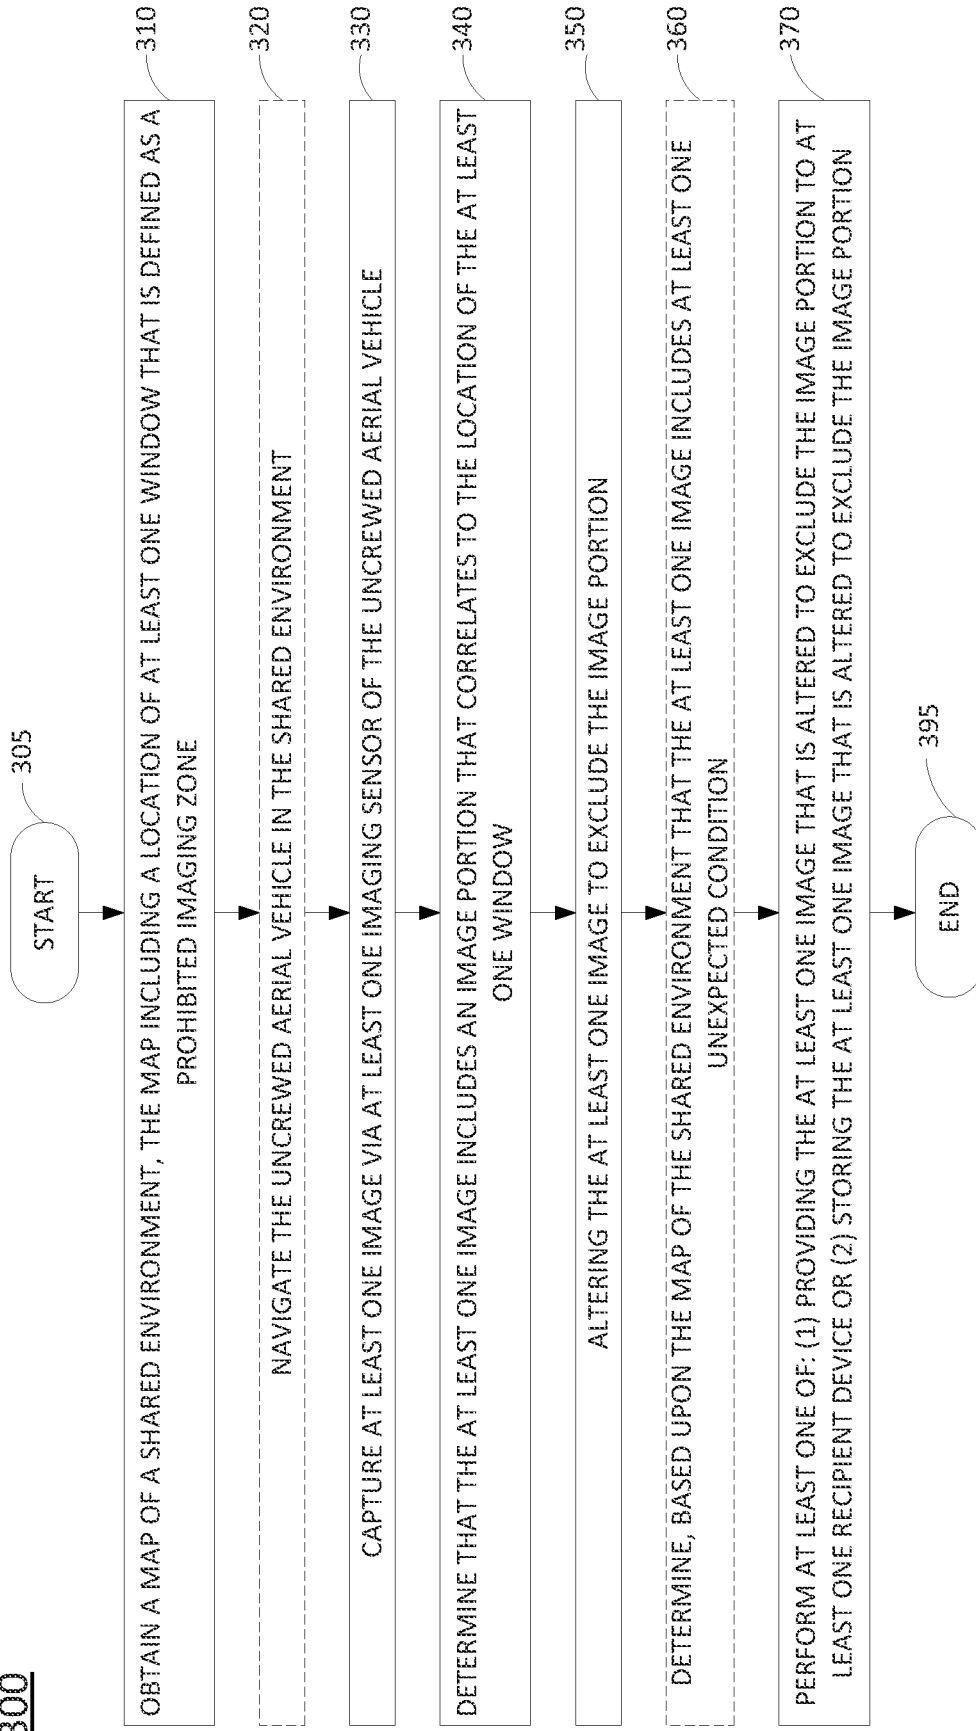 300
START
305
OBTAIN A MAP OF A SHARED ENVIRONMENT, THE MAP INCLUDING A LOCATION OF AT LEAST ONE WINDOW THAT IS DEFINED AS A
PROHIBITED IMAGING ZONE
310
NAVIGATE THE UNCREWED AERIAL VEHICLE IN THE SHARED ENVIRONMENT
320
CAPTURE AT LEAST ONE IMAGE VIA AT LEAST ONE IMAGING SENSOR OF THE UNCREWED AERIAL VEHICLE
330
DETERMINE THAT THE AT LEAST ONE IMAGE INCLUDES AN IMAGE PORTION THAT CORRELATES TO THE LOCATION OF THE AT LEAST
ONE WINDOW
340
ALTERING THE AT LEAST ONE IMAGE TO EXCLUDE THE IMAGE PORTION
350
DETERMINE, BASED UPON THE MAP OF THE SHARED ENVIRONMENT THAT THE AT LEAST ONE IMAGE INCLUDES AT LEAST ONE
UNEXPECTED CONDITION
360
PERFORM AT LEAST ONE OF: (1) PROVIDING THE AT LEAST ONE IMAGE THAT IS ALTERED TO EXCLUDE THE IMAGE PORTION TO AT
LEAST ONE RECIPIENT DEVICE OR (2) STORING THE AT LEAST ONE IMAGE THAT IS ALTERED TO EXCLUDE THE IMAGE PORTION
370
END
395